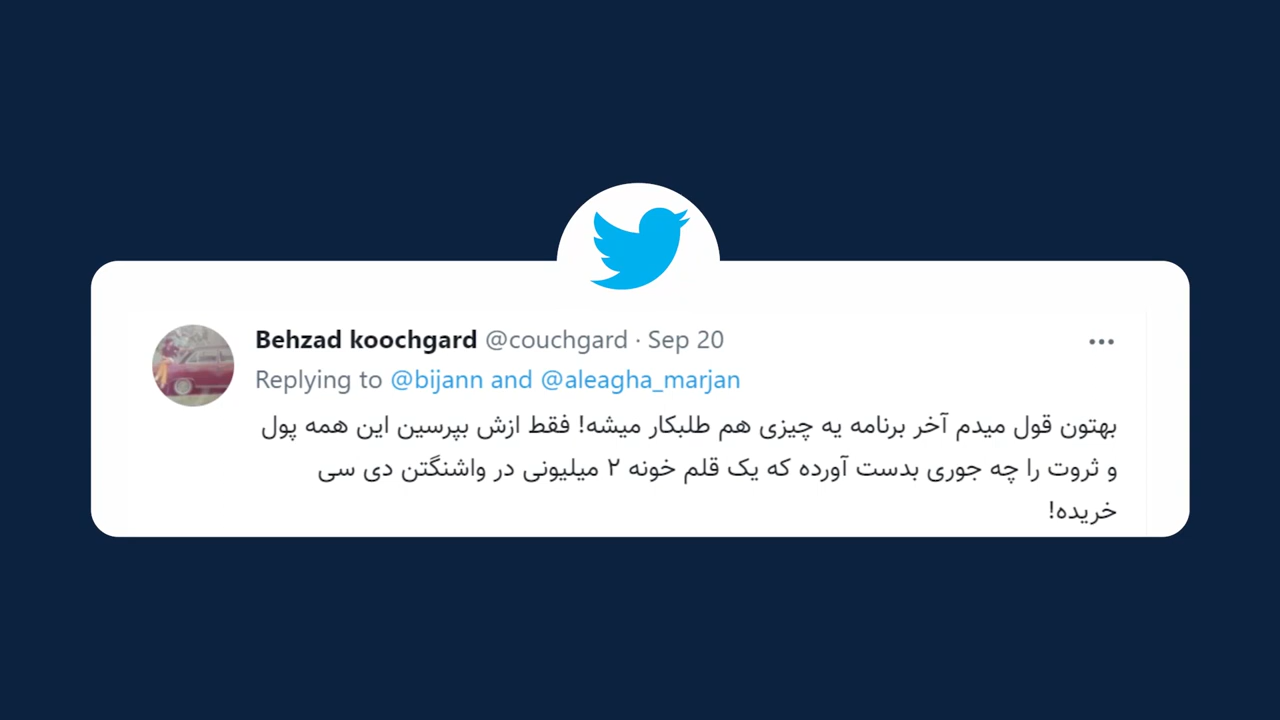 Behzad koochgard @couchgard · Sep 20
Replying to @bijann and @aleagha_marjan
بهتون قول میدم آخر برنامه یه چیزی هم طلبکار میشه! فقط ازش بپرسین این همه پول
و ثروت را چه جوری بدست آورده که یک قلم خونه ۲ میلیونی در واشنگتن دی سی
خریده!